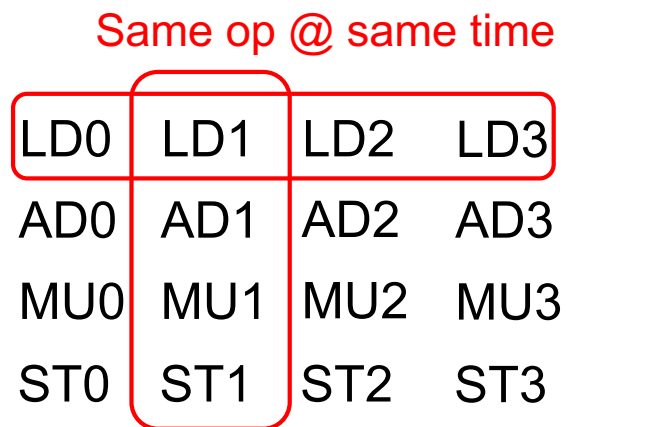 Same op @ same time
LD0 LD1 LD2 LD3
AD0 AD1 AD2 AD3
MU0 MU1 MU2 MU3
ST0 ST1 ST2 ST3